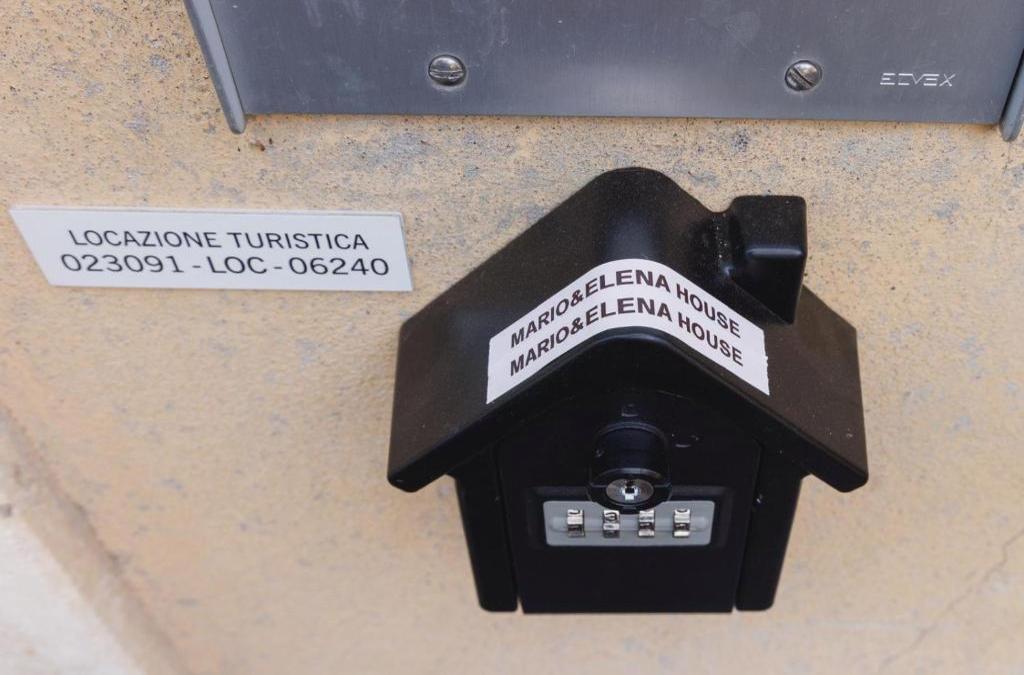 ELVEX
LOCAZIONE TURISTICA
023091 - LOC - 06240
MARIO&ELENA HOUSE
MARIO&ELENA HOUSE